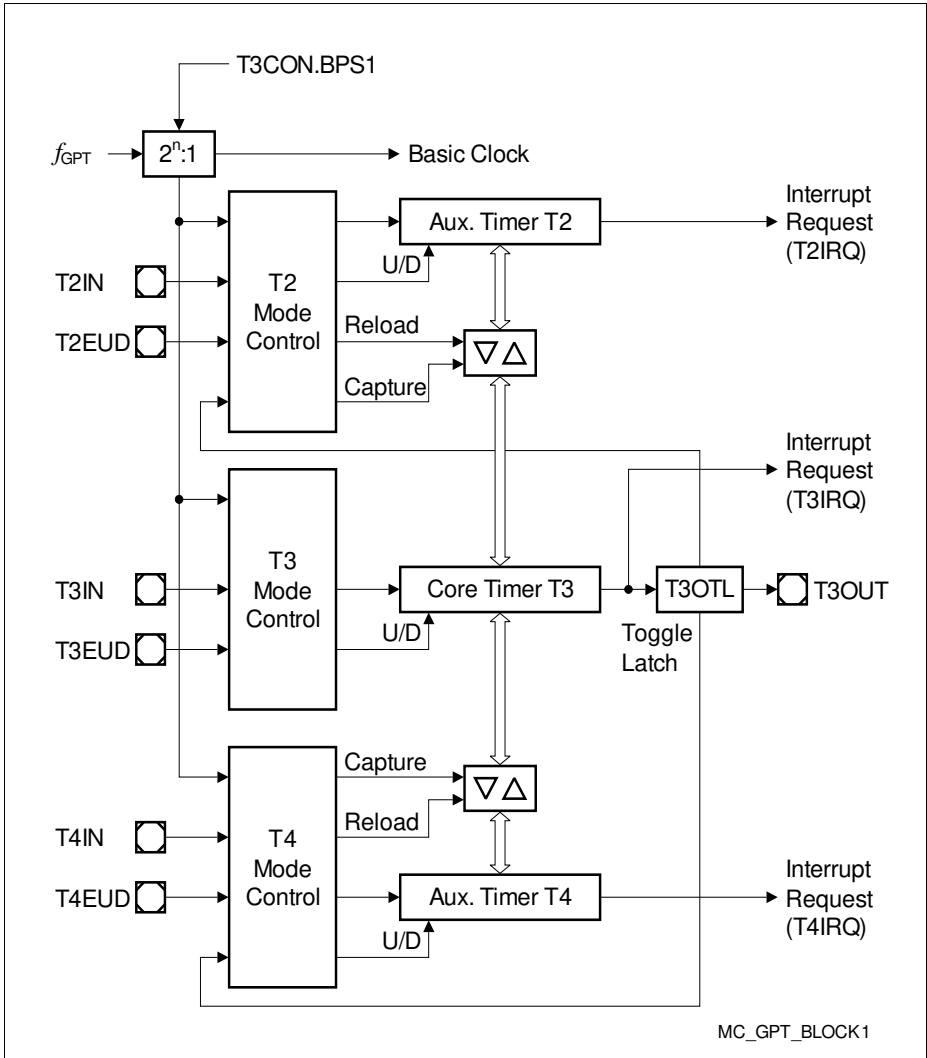 T3CON.BPS1
fGPT
2ⁿ:1
Basic Clock
Interrupt
Request
(T2IRQ)
Aux. Timer T2
U/D
T2IN
T2
Mode
Control
T2EUD
Reload
▽△
Capture
Interrupt
Request
(T3IRQ)
T3
Mode
Control
T3IN
Core Timer T3
T3OTL
T3OUT
U/D
T3EUD
Toggle
Latch
Capture
▽△
Reload
T4IN
T4
Mode
Control
T4EUD
Aux. Timer T4
U/D
Interrupt
Request
(T4IRQ)
MC_GPT_BLOCK1